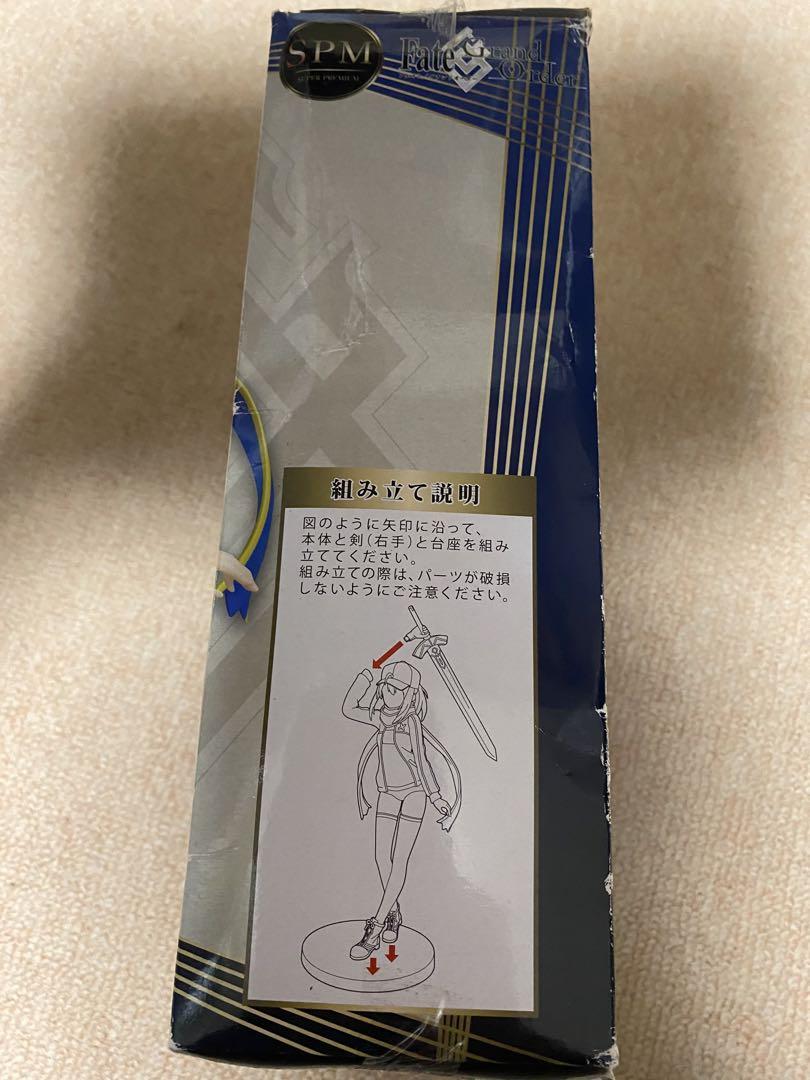 SPM
SUPER PREMIUM
Fate
Grand
Order
組み立て説明
図のように矢印に沿って、
本体と剣(右手)と台座を組み
立ててください。
組み立ての際は、パーツが破損
しないようにご注意ください。